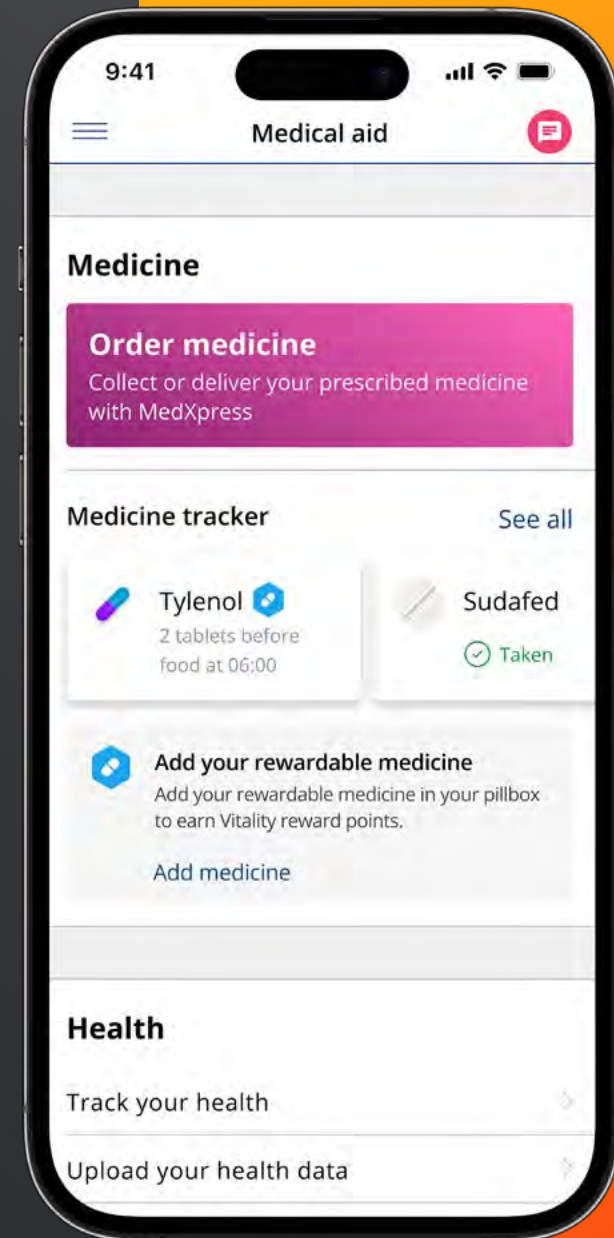 9:41
Medical aid
Medicine
Order medicine
Collect or deliver your prescribed medicine
with MedXpress
Medicine tracker
See all
Tylenol
2 tablets before
food at 06:00
Sudafed
Taken
Add your rewardable medicine
Add your rewardable medicine in your pillbox
to earn Vitality reward points.
Add medicine
Health
Track your health
Upload your health data